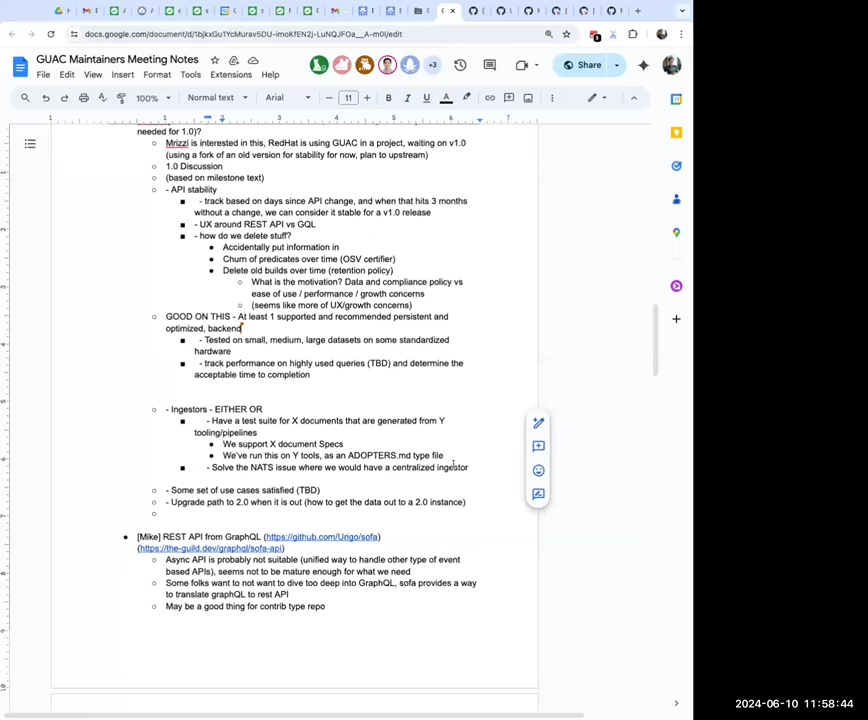 docs.google.com/document/d/1bjkxGu1YcMurav5DU-imoKfEN2j-LuNQJFOa__A-m0I/edit
GUAC Maintainers Meeting Notes
File Edit View Insert Format Tools Extensions Help
+3
Share
100% Normal text Arial 11 B I U A
1 1 2 3 4 5 6 7
needed for 1.0)?
Mrizzi is interested in this, RedHat is using GUAC in a project, waiting on v1.0
(using a fork of an old version for stability for now, plan to upstream)
1.0 Discussion
(based on milestone text)
- API stability
- track based on days since API change, and when that hits 3 months
without a change, we can consider it stable for a v1.0 release
- UX around REST API vs GQL
- how do we delete stuff?
Accidentally put information in
Churn of predicates over time (OSV certifier)
Delete old builds over time (retention policy)
What is the motivation? Data and compliance policy vs
ease of use / performance / growth concerns
(seems like more of UX/growth concerns)
GOOD ON THIS - At least 1 supported and recommended persistent and
optimized, backend
- Tested on small, medium, large datasets on some standardized
hardware
- track performance on highly used queries (TBD) and determine the
acceptable time to completion
- Ingestors - EITHER OR
- Have a test suite for X documents that are generated from Y
tooling/pipelines
We support X document Specs
We've run this on Y tools, as an ADOPTERS.md type file
- Solve the NATS issue where we would have a centralized ingestor
- Some set of use cases satisfied (TBD)
- Upgrade path to 2.0 when it is out (how to get the data out to a 2.0 instance)
[Mike] REST API from GraphQL (https://github.com/Urigo/sofa)
(https://the-guild.dev/graphql/sofa-api)
Async API is probably not suitable (unified way to handle other type of event
based APIs), seems not to be mature enough for what we need
Some folks want to not want to dive too deep into GraphQL, sofa provides a way
to translate graphQL to rest API
May be a good thing for contrib type repo
2024-06-10 11:58:44